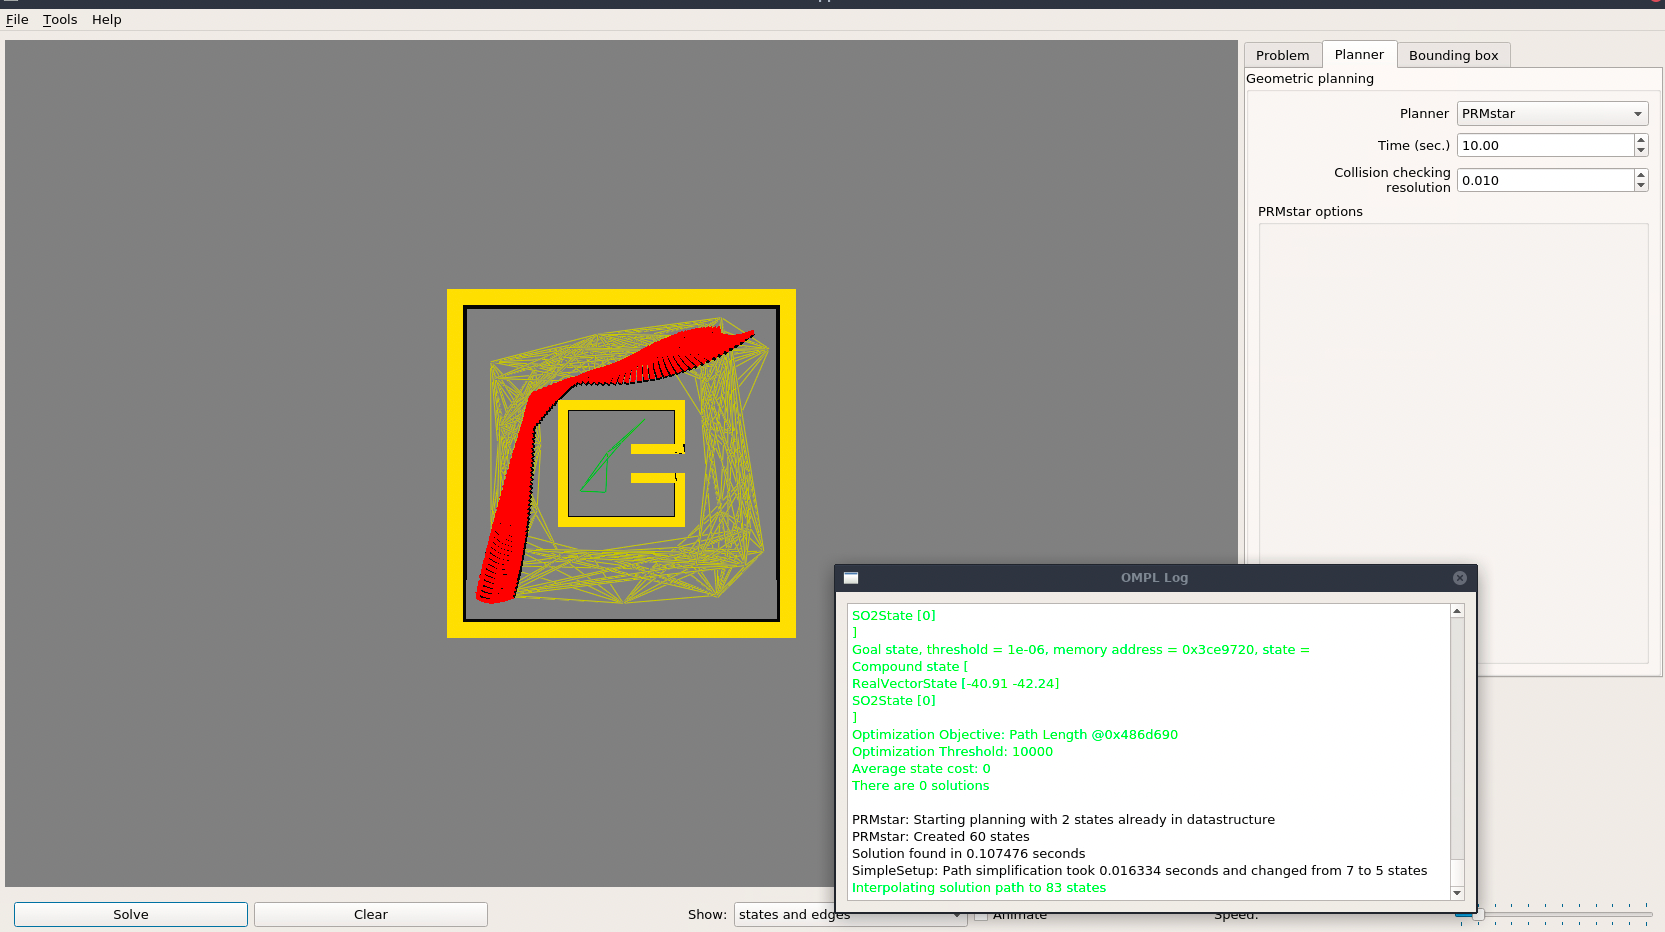 File Tools Help
Problem Planner Bounding box
Geometric planning
Planner PRMstar
Time (sec.) 10.00
Collision checking
resolution 0.010
PRMstar options
OMPL Log
SO2State [0]
]
Goal state, threshold = 1e-06, memory address = 0x3ce9720, state =
Compound state [
RealVectorState [-40.91 -42.24]
SO2State [0]
]
Optimization Objective: Path Length @0x486d690
Optimization Threshold: 10000
Average state cost: 0
There are 0 solutions
PRMstar: Starting planning with 2 states already in datastructure
PRMstar: Created 60 states
Solution found in 0.107476 seconds
SimpleSetup: Path simplification took 0.016334 seconds and changed from 7 to 5 states
Interpolating solution path to 83 states
Solve Clear Show: states and edges Animate Speed: